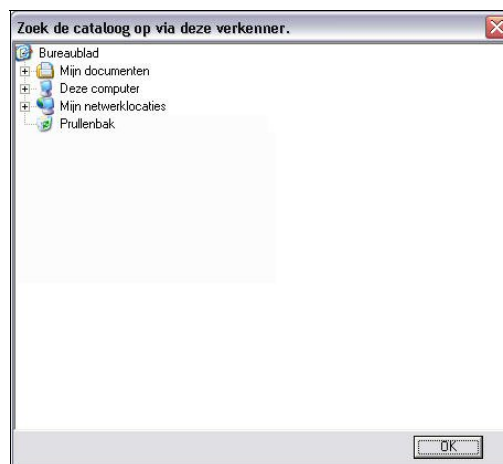 Zoek de cataloog op via deze verkenner.
Bureaublad
Mijn documenten
Deze computer
Mijn netwerklocaties
Prullenbak
OK